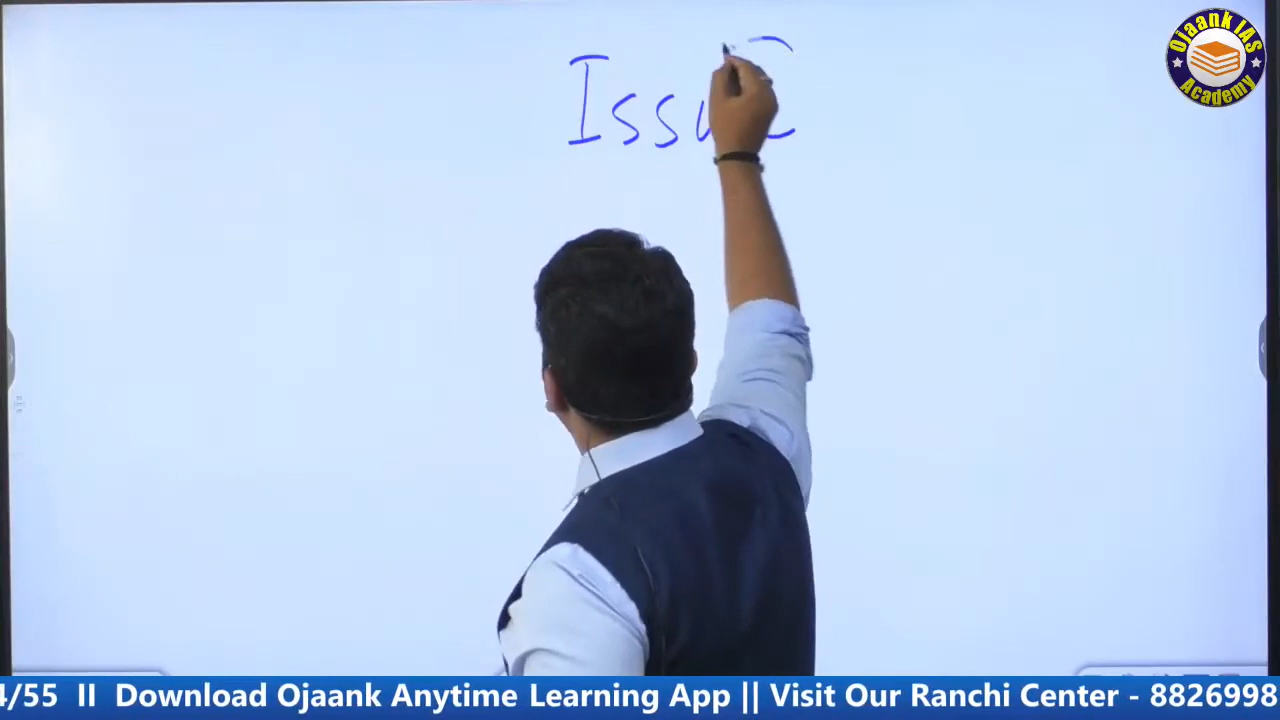 Issue
Ojaank IAS
Academy
4/55 II Download Ojaank Anytime Learning App || Visit Our Ranchi Center - 8826998